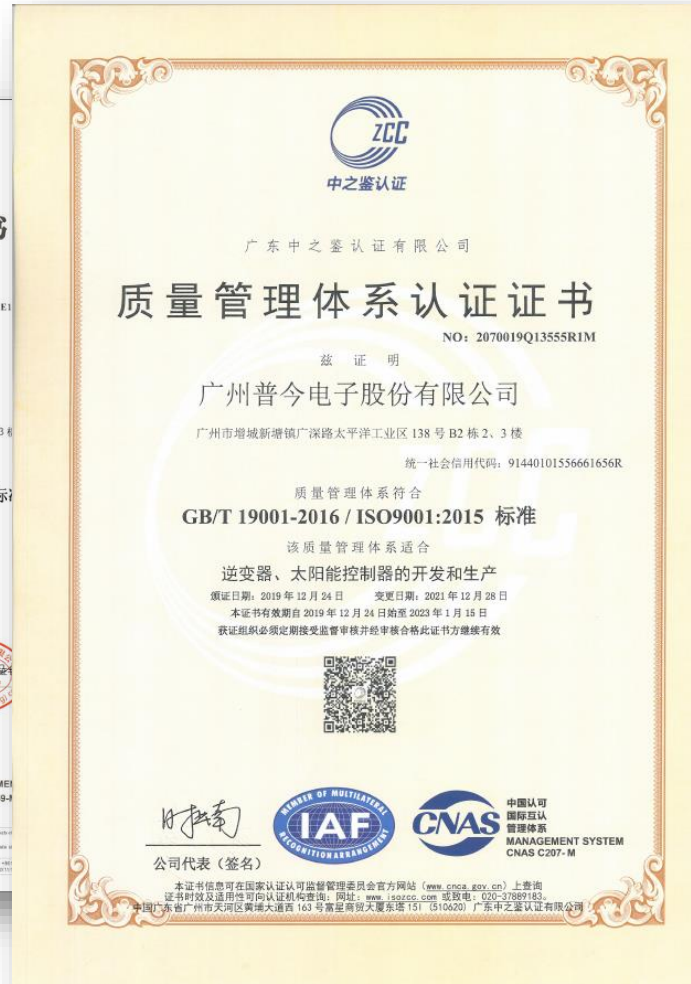 ZCC
中之鉴认证
广东中之鉴认证有限公司
质量管理体系认证证书
NO：2070019Q13555R1M
兹 证 明
广州普今电子股份有限公司
广州市增城新塘镇广深路太平洋工业区 138 号 B2 栋 2、3 楼
统一社会信用代码：91440101556661656R
质量管理体系符合
GB/T 19001-2016 / ISO9001:2015 标准
该质量管理体系适合
逆变器、太阳能控制器的开发和生产
颁证日期：2019 年 12 月 24 日 变更日期：2021 年 12 月 28 日
本证书有效期自 2019 年 12 月 24 日始至 2023 年 1 月 15 日
获证组织必须定期接受监督审核并经审核合格此证书方继续有效
MEMBER OF MULTILATERAL
IAF
RECOGNITION ARRANGEMENT
CNAS
中国认可
国际互认
管理体系
MANAGEMENT SYSTEM
CNAS C207- M
公司代表（签名）
本证书信息可在国家认证认可监督管理委员会官方网站（www.cnca.gov.cn）上查询
证书时效及适用性可向认证机构查询：网址：www.isozcc.com 或致电：020-37889183。
中国广东省广州市天河区黄埔大道西 163 号富星商贸大厦东塔 15I (510620) 广东中之鉴认证有限公司